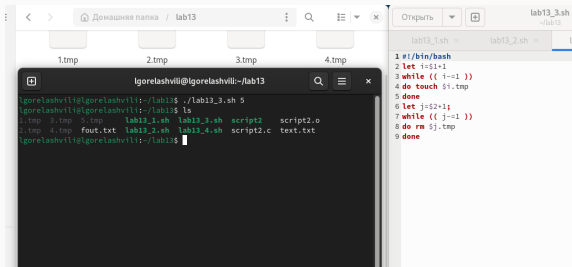 Домашняя папка / lab13
Открыть
lab13_3.sh
~/lab13
lab13_1.sh ×
lab13_2.sh ×
1.tmp 2.tmp 3.tmp 4.tmp
lgorelashvili@lgorelashvili:~/lab13
lgorelashvili@lgorelashvili:~/lab13$ ./lab13_3.sh 5
lgorelashvili@lgorelashvili:~/lab13$ ls
1.tmp 3.tmp 5.tmp lab13_1.sh lab13_3.sh script2 script2.o
2.tmp 4.tmp fout.txt lab13_2.sh lab13_4.sh script2.c text.txt
lgorelashvili@lgorelashvili:~/lab13$
1 #!/bin/bash
2 let i=$1+1
3 while (( i-=1 ))
4 do touch $i.tmp
5 done
6 let j=$2+1;
7 while (( j-=1 ))
8 do rm $j.tmp
9 done